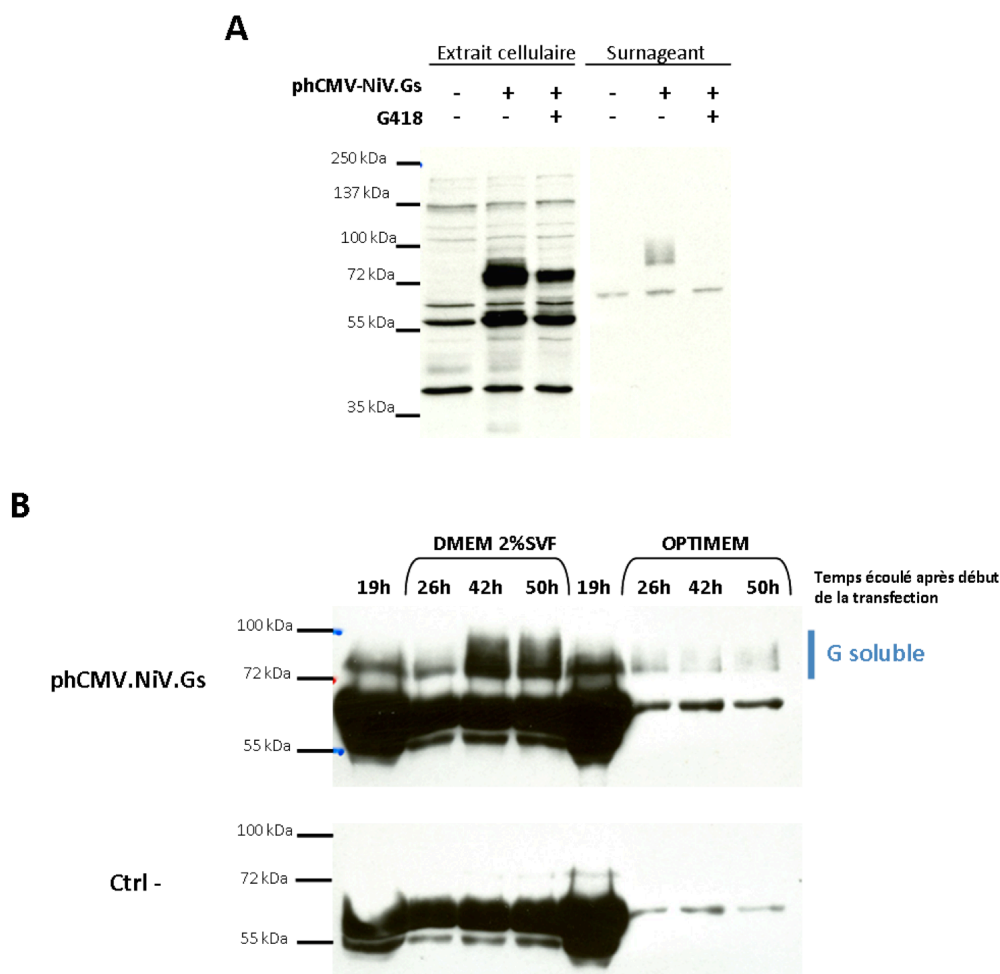 A
Extrait cellulaire Surnageant
phCMV-NiV.Gs - + + - + +
G418 - - + - - +
250 kDa
137 kDa
100 kDa
72 kDa
55 kDa
35 kDa
B
DMEM 2%SVF OPTIMEM
19h 26h 42h 50h 19h 26h 42h 50h
Temps écoulé après début
de la transfection
100 kDa
G soluble
72 kDa
phCMV.NiV.Gs
55 kDa
100 kDa
72 kDa
Ctrl -
55 kDa